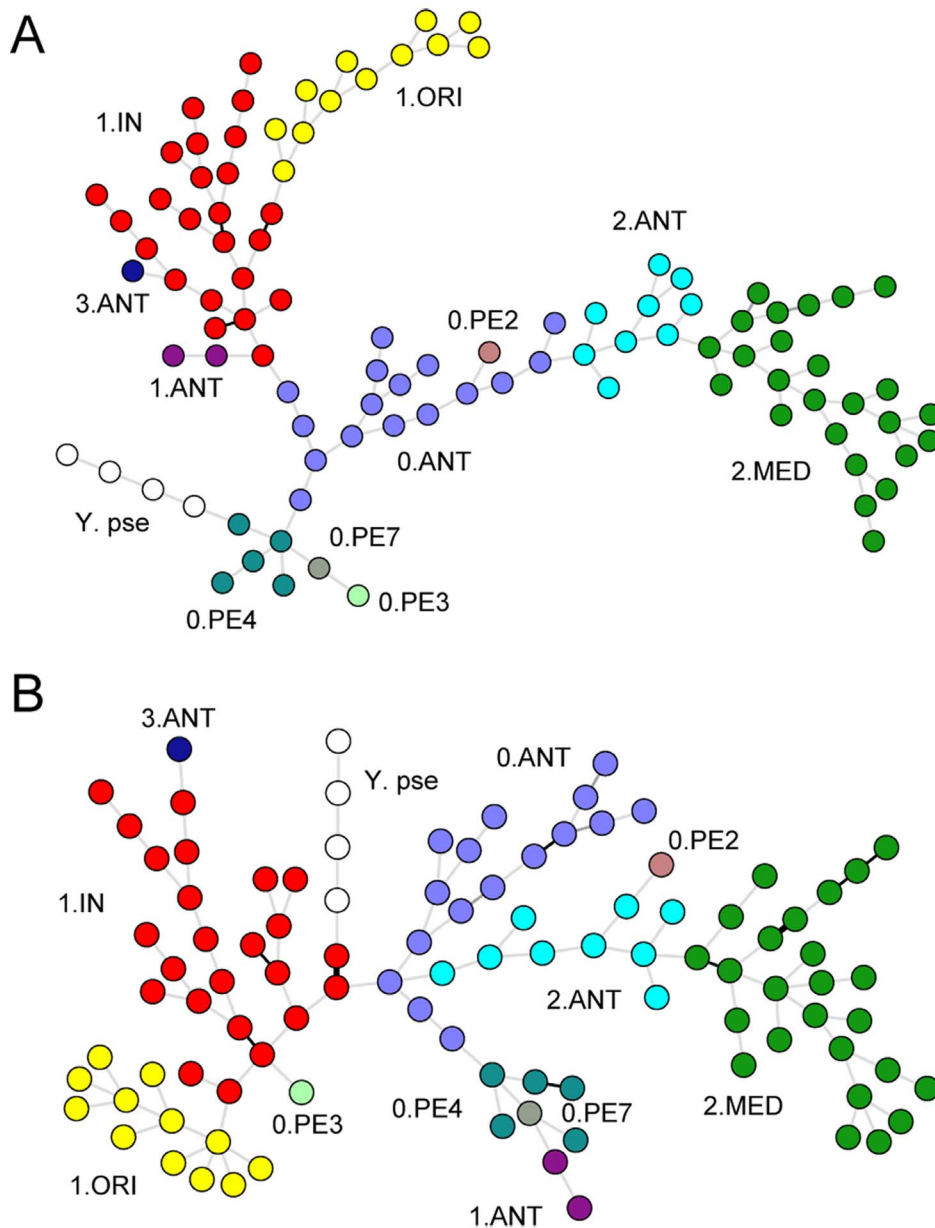 A
1.ORI
1.IN
2.ANT
3.ANT
0.PE2
1.ANT
0.ANT
2.MED
Y. pse
0.PE7
0.PE3
0.PE4
B
3.ANT
0.ANT
Y. pse
0.PE2
1.IN
2.ANT
0.PE3
0.PE4
0.PE7
2.MED
1.ORI
1.ANT